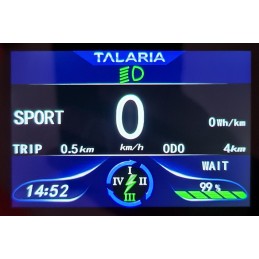 TALARIA
SPORT 0 0Wh/km
TRIP 0.5km km/h ODO 4km
WAIT
I
IV II
III
14:52 99%